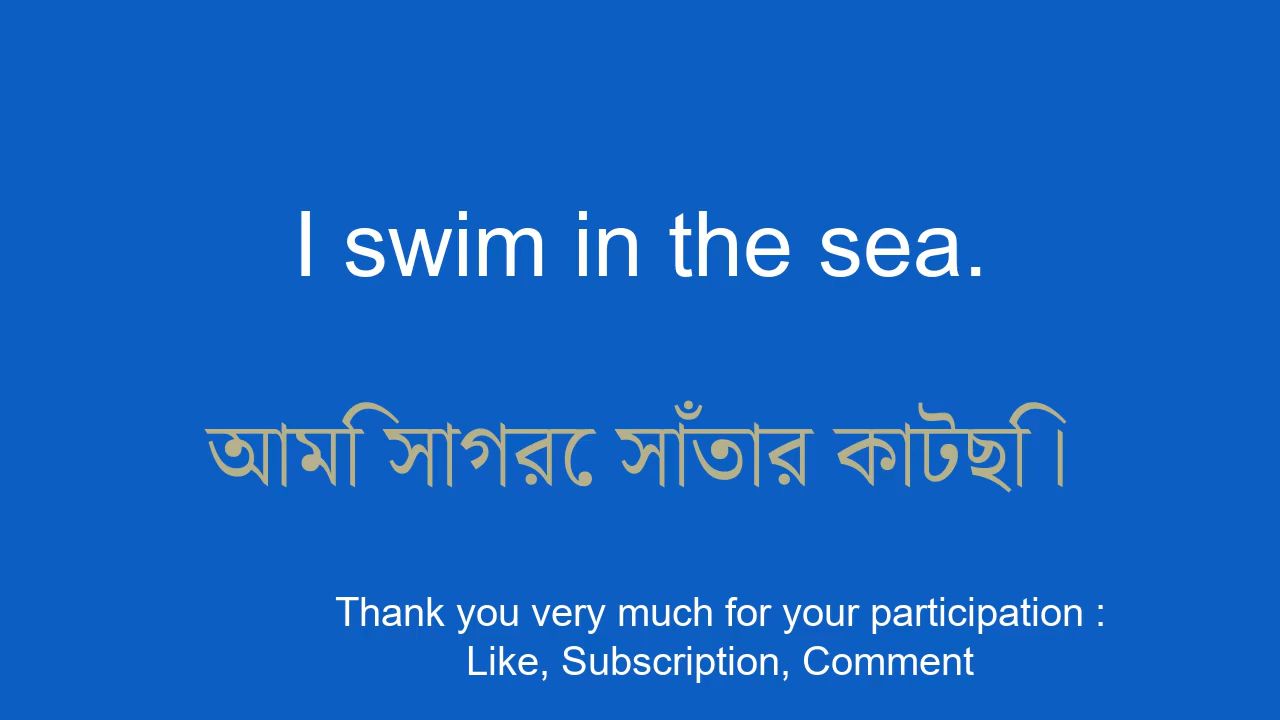 I swim in the sea.
আমি সাগরে সাঁতার কাটছি।
Thank you very much for your participation :
Like, Subscription, Comment